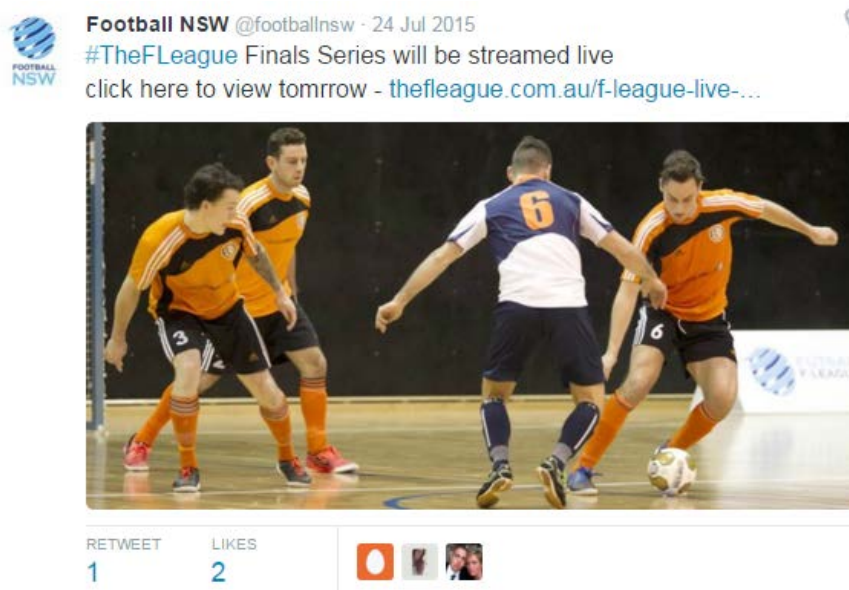 Football NSW @footballnsw · 24 Jul 2015
#TheFLeague Finals Series will be streamed live
click here to view tomrrow - thefleague.com.au/f-league-live-...
FOOTBALL
NSW
6
3
6
RETWEET
LIKES
1
2